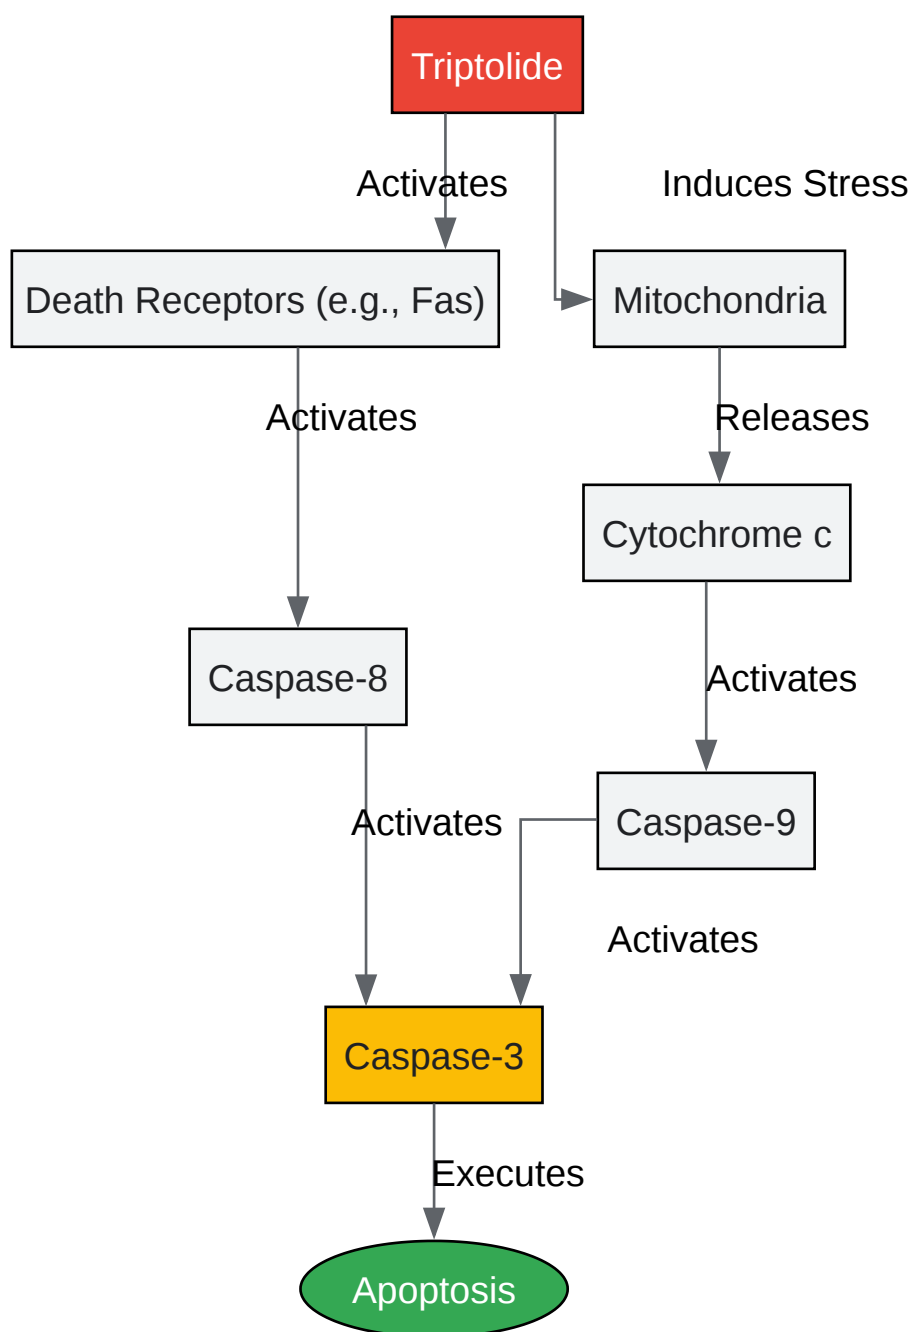 Triptolide
Activates
Induces Stress
Death Receptors (e.g., Fas)
Mitochondria
Activates
Releases
Cytochrome c
Caspase-8
Activates
Activates
Caspase-9
Activates
Caspase-3
Executes
Apoptosis